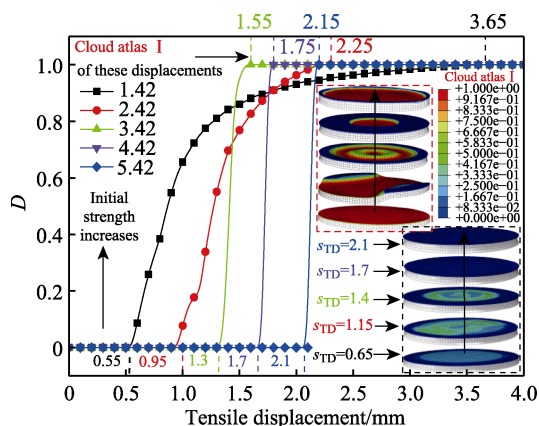 1.55 2.15 3.65
1.75 2.25
Cloud atlas I
of these displacements
1.42
2.42
3.42
4.42
5.42
Initial
strength
increases
Cloud atlas I
+1.000e+00
+9.167e-01
+8.333e-01
+7.500e-01
+6.667e-01
+5.833e-01
+5.000e-01
+4.167e-01
+3.333e-01
+2.500e-01
+1.667e-01
+8.333e-02
+0.000e+00
sTD=2.1
sTD=1.7
sTD=1.4
sTD=1.15
sTD=0.65
0.55 0.95 1.3 1.7 2.1
D
1.0
0.8
0.6
0.4
0.2
0
0 0.5 1.0 1.5 2.0 2.5 3.0 3.5 4.0
Tensile displacement/mm